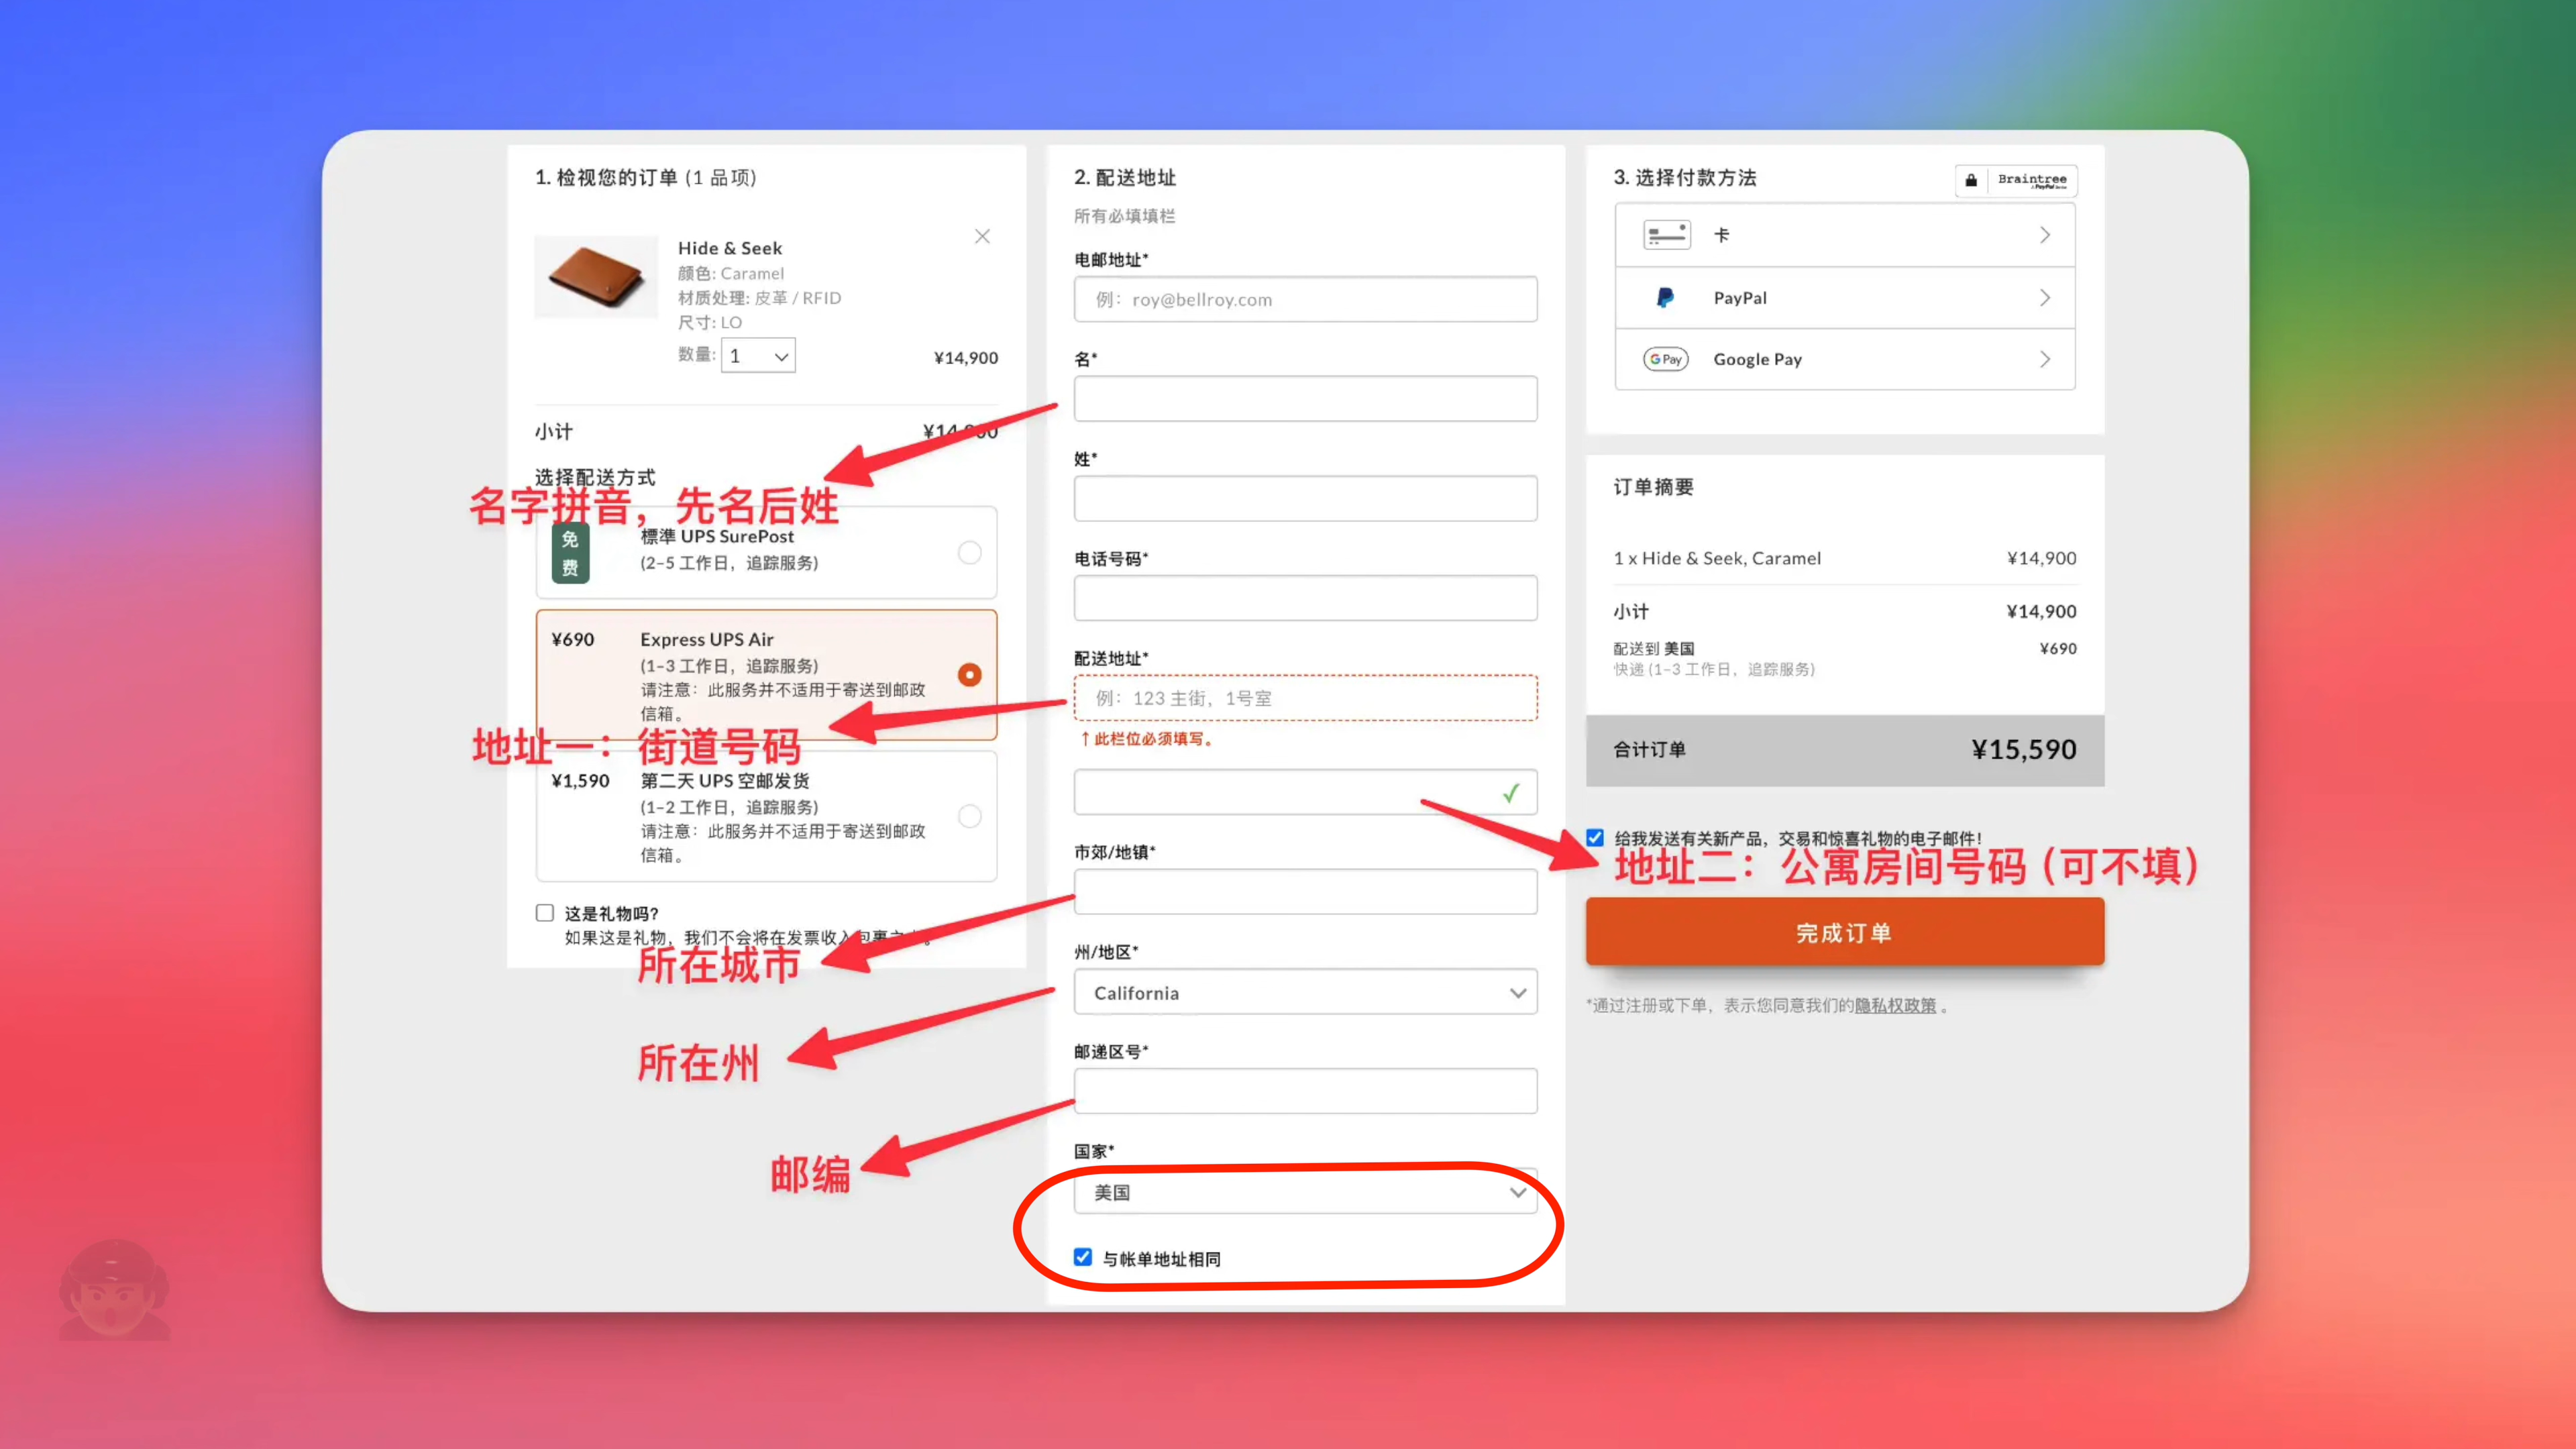 1. 检视您的订单 (1 品项)
Hide & Seek
颜色: Caramel
材质处理: 皮革 / RFID
尺寸: LO
数量: 1
¥14,900
小计
¥14,900
选择配送方式
名字拼音，先名后姓
免费
標準 UPS SurePost
(2–5 工作日，追踪服务)
¥690
Express UPS Air
(1–3 工作日，追踪服务)
请注意：此服务并不适用于寄送到邮政
信箱。
地址一：街道号码
¥1,590
第二天 UPS 空邮发货
(1–2 工作日，追踪服务)
请注意：此服务并不适用于寄送到邮政
信箱。
这是礼物吗?
如果这是礼物，我们不会将在发票收入包裹之
所在城市
所在州
邮编
2. 配送地址
所有必填填栏
电邮地址*
例：roy@bellroy.com
名*
姓*
电话号码*
配送地址*
例：123 主街，1号室
↑此栏位必须填写。
市郊/地镇*
州/地区*
California
邮递区号*
国家*
美国
与帐单地址相同
3. 选择付款方法
Braintree
卡
PayPal
G Pay
Google Pay
订单摘要
1 x Hide & Seek, Caramel
¥14,900
小计
¥14,900
配送到 美国
¥690
快递 (1–3 工作日，追踪服务)
合计订单
¥15,590
给我发送有关新产品，交易和惊喜礼物的电子邮件!
地址二：公寓房间号码 (可不填)
完成订单
*通过注册或下单，表示您同意我们的隐私权政策 。